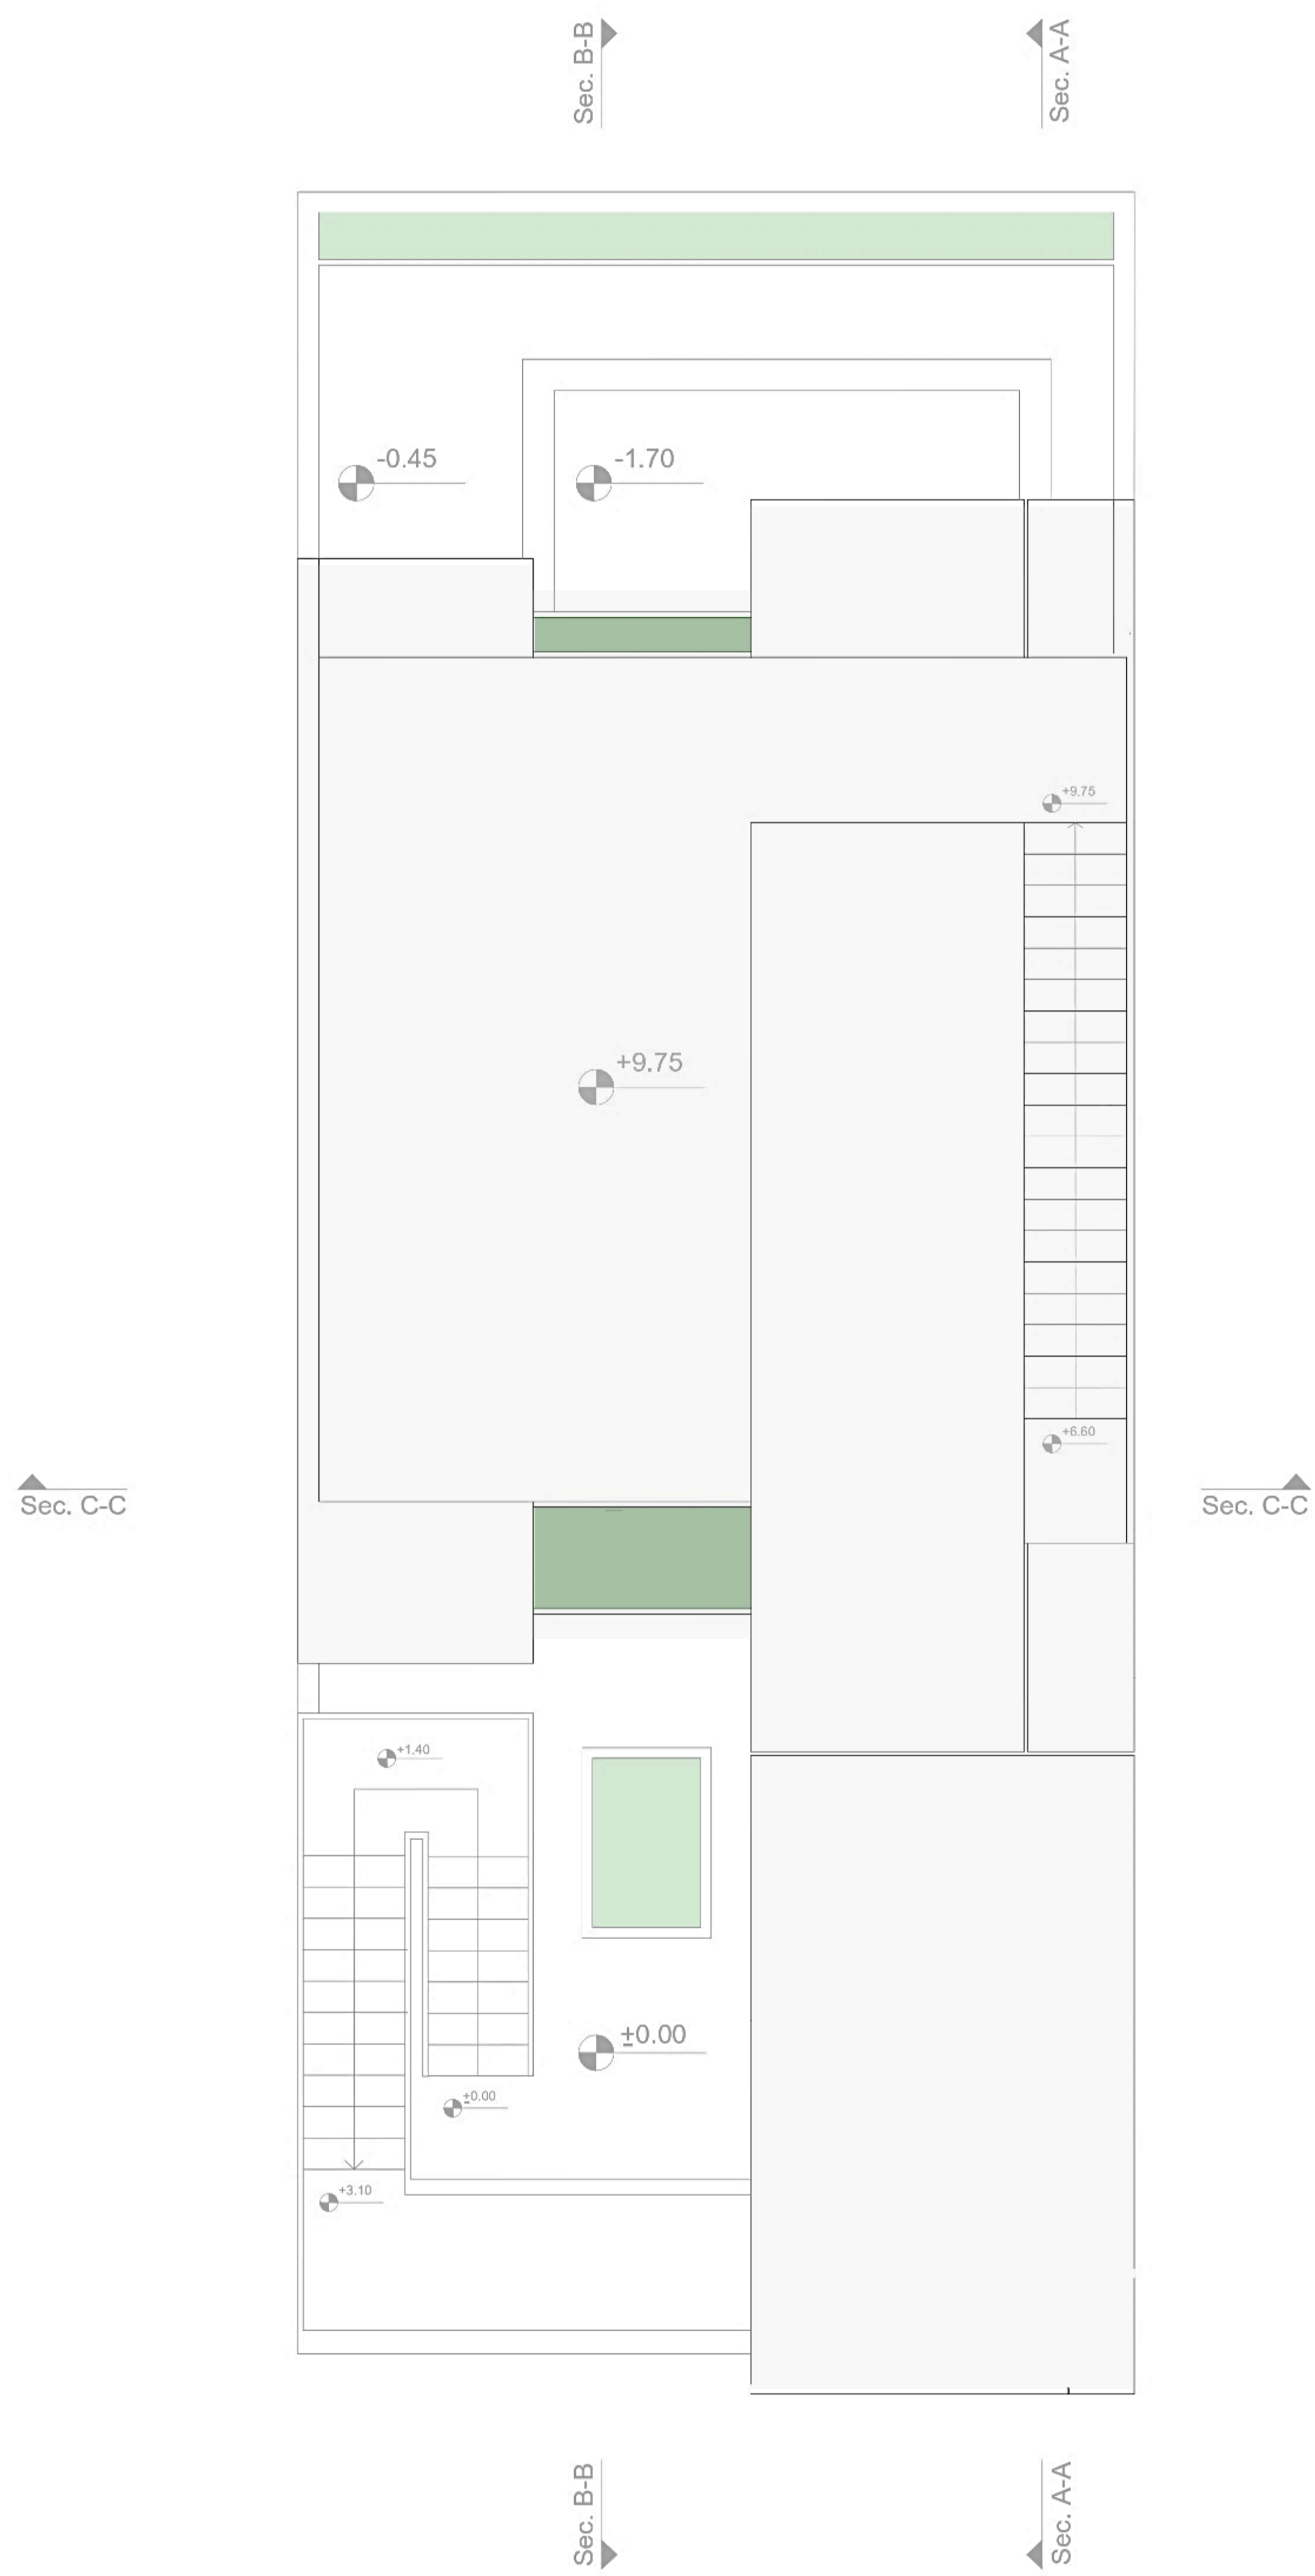 Sec. B-B
Sec. A-A
-0.45
-1.70
+9.75
+9.75
+6.60
Sec. C-C
Sec. C-C
+1.40
±0.00
±0.00
+3.10
Sec. B-B
Sec. A-A